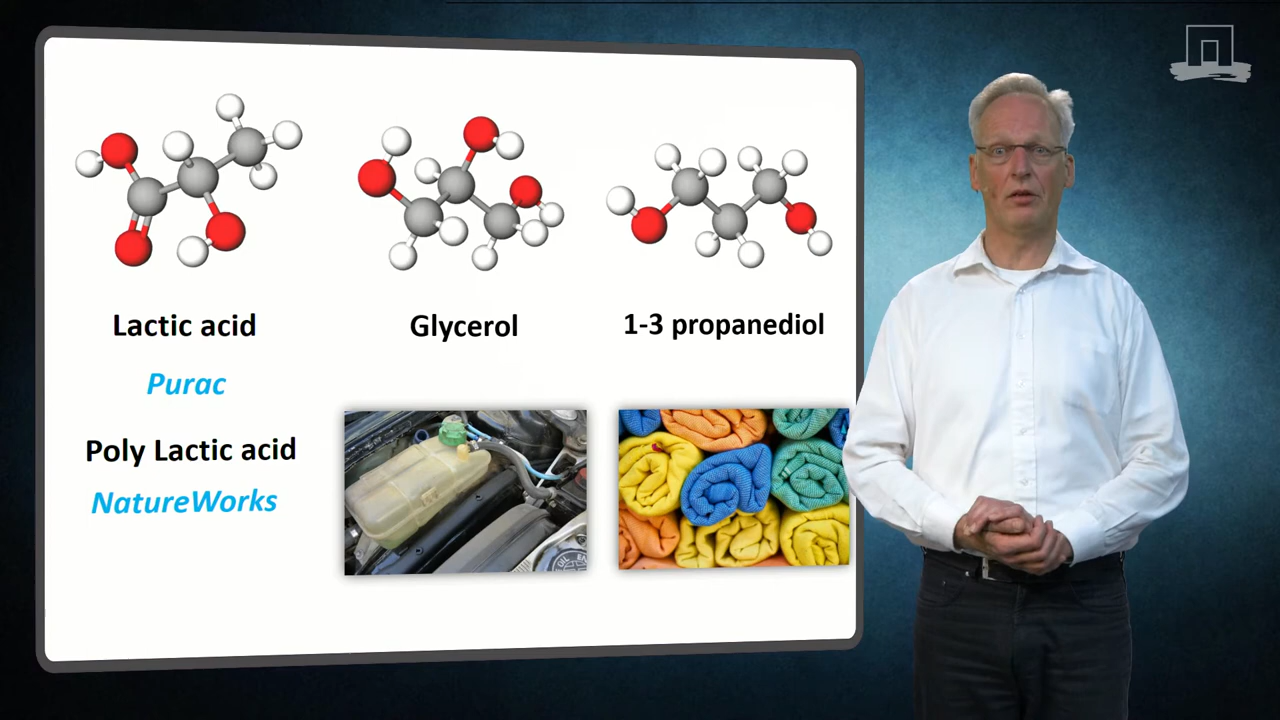 Lactic acid
Glycerol
1-3 propanediol
Purac
Poly Lactic acid
NatureWorks